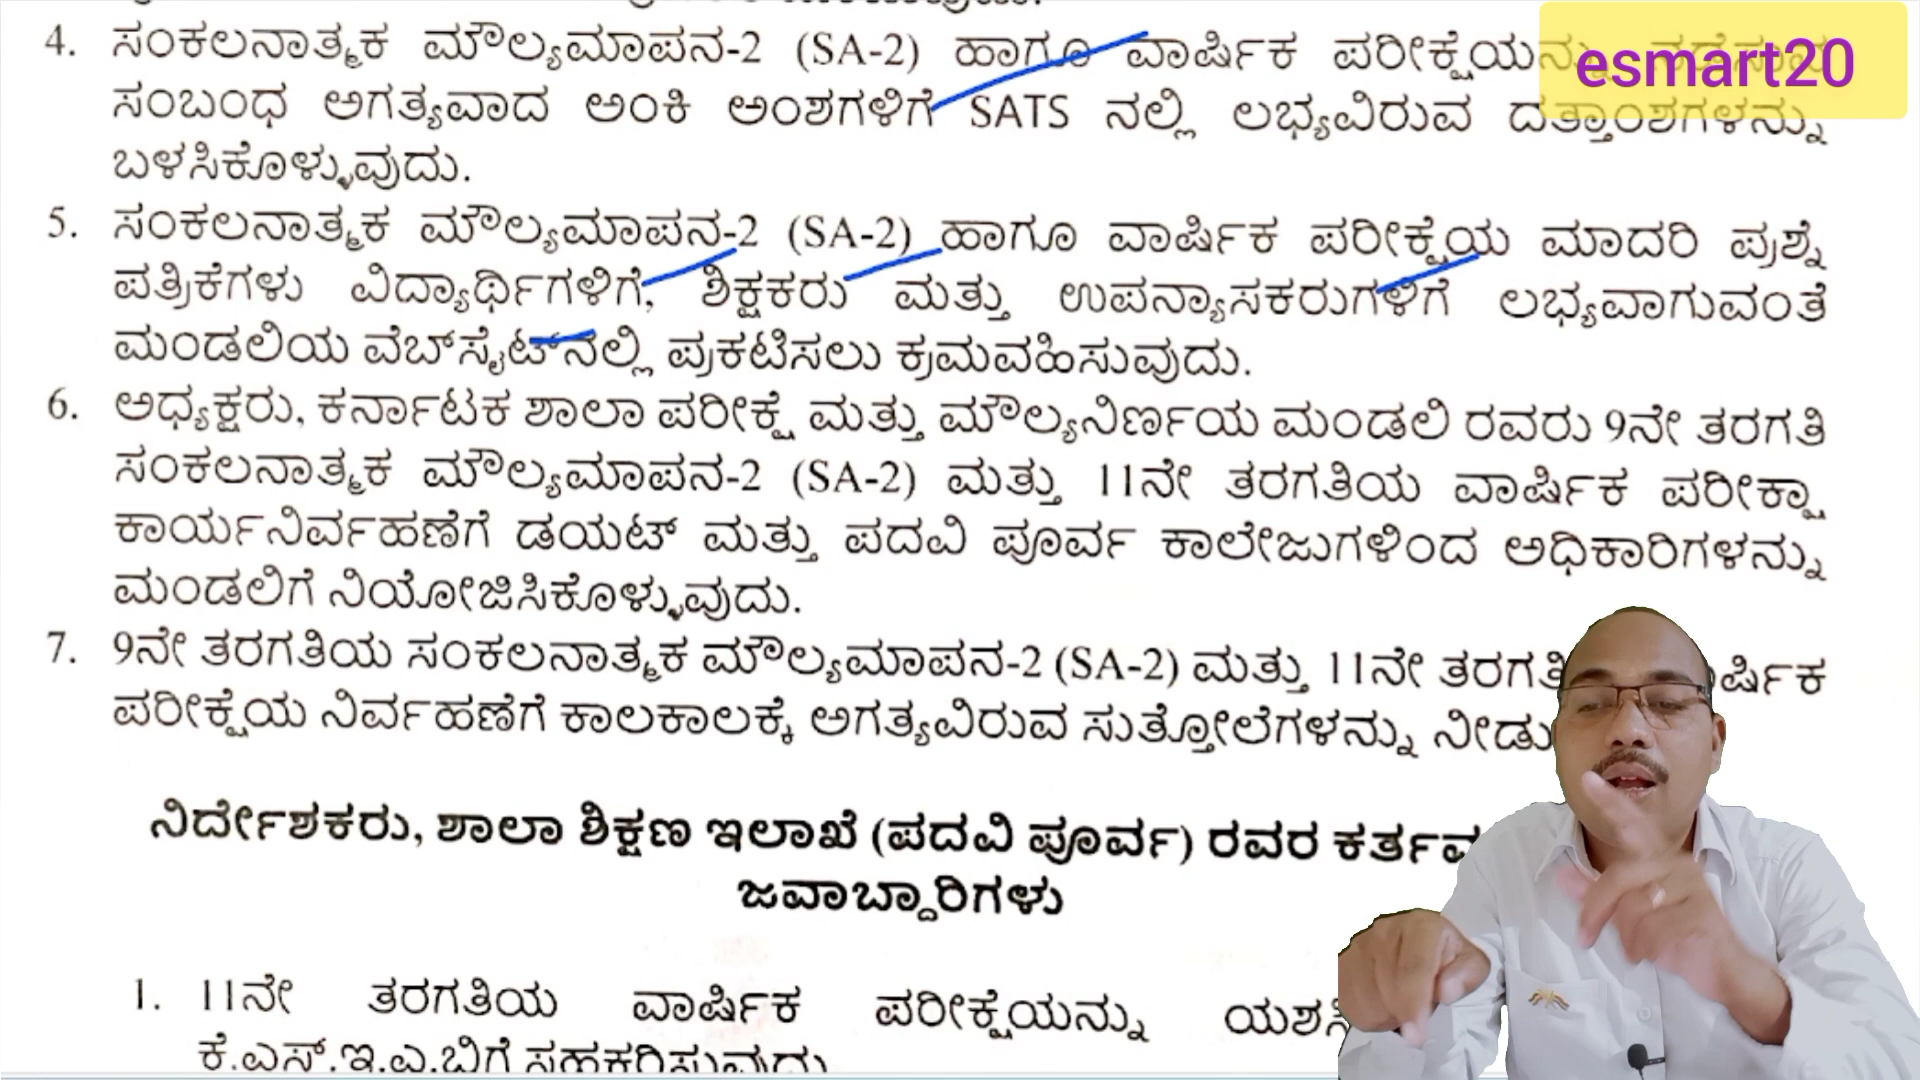 4. ಸಂಕಲನಾತ್ಮಕ ಮೌಲ್ಯಮಾಪನ-2 (SA-2) ಹಾಗೂ ವಾರ್ಷಿಕ ಪರೀಕ್ಷೆಯನ್ನು
esmart20
ಸಂಬಂಧ ಅಗತ್ಯವಾದ ಅಂಕಿ ಅಂಶಗಳಿಗೆ SATS ನಲ್ಲಿ ಲಭ್ಯವಿರುವ ದತ್ತಾಂಶಗಳನ್ನು
ಬಳಸಿಕೊಳ್ಳುವುದು.
5. ಸಂಕಲನಾತ್ಮಕ ಮೌಲ್ಯಮಾಪನ-2 (SA-2) ಹಾಗೂ ವಾರ್ಷಿಕ ಪರೀಕ್ಷೆಯ ಮಾದರಿ ಪ್ರಶ್ನೆ
ಪತ್ರಿಕೆಗಳು ವಿದ್ಯಾರ್ಥಿಗಳಿಗೆ, ಶಿಕ್ಷಕರು ಮತ್ತು ಉಪನ್ಯಾಸಕರುಗಳಿಗೆ ಲಭ್ಯವಾಗುವಂತೆ
ಮಂಡಲಿಯ ವೆಬ್‌ಸೈಟ್‌ನಲ್ಲಿ ಪ್ರಕಟಿಸಲು ಕ್ರಮವಹಿಸುವುದು.
6. ಅಧ್ಯಕ್ಷರು, ಕರ್ನಾಟಕ ಶಾಲಾ ಪರೀಕ್ಷೆ ಮತ್ತು ಮೌಲ್ಯನಿರ್ಣಯ ಮಂಡಲಿ ರವರು 9ನೇ ತರಗತಿ
ಸಂಕಲನಾತ್ಮಕ ಮೌಲ್ಯಮಾಪನ-2 (SA-2) ಮತ್ತು 11ನೇ ತರಗತಿಯ ವಾರ್ಷಿಕ ಪರೀಕ್ಷಾ
ಕಾರ್ಯನಿರ್ವಹಣೆಗೆ ಡಯಟ್ ಮತ್ತು ಪದವಿ ಪೂರ್ವ ಕಾಲೇಜುಗಳಿಂದ ಅಧಿಕಾರಿಗಳನ್ನು
ಮಂಡಲಿಗೆ ನಿಯೋಜಿಸಿಕೊಳ್ಳುವುದು.
7. 9ನೇ ತರಗತಿಯ ಸಂಕಲನಾತ್ಮಕ ಮೌಲ್ಯಮಾಪನ-2 (SA-2) ಮತ್ತು 11ನೇ
ಪರೀಕ್ಷೆಯ ನಿರ್ವಹಣೆಗೆ ಕಾಲಕಾಲಕ್ಕೆ ಅಗತ್ಯವಿರುವ ಸುತ್ತೋಲೆಗಳನ್ನು
ನಿರ್ದೇಶಕರು, ಶಾಲಾ ಶಿಕ್ಷಣ ಇಲಾಖೆ (ಪದವಿ ಪೂರ್ವ) ರವರ
ಜವಾಬ್ದಾರಿಗಳು
1. 11ನೇ ತರಗತಿಯ ವಾರ್ಷಿಕ ಪರೀಕ್ಷೆಯನ್ನು
ಕೆ.ಎಸ್.ಇ.ಎ.ಬಿಗೆ ಸಹಕರಿಸುವುದು.